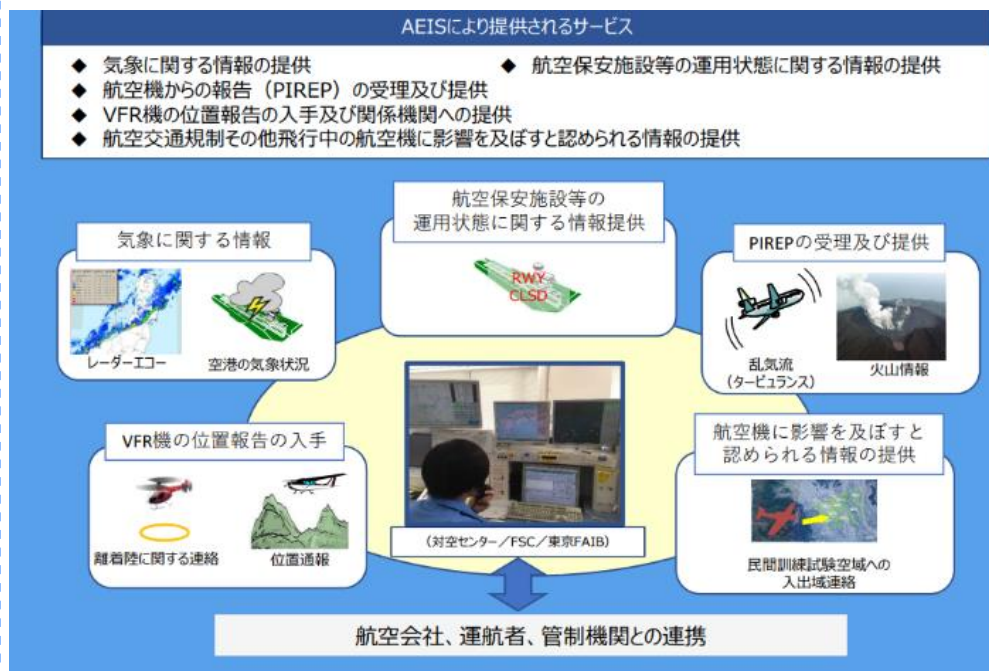 AEISにより提供されるサービス
◆ 気象に関する情報の提供
◆ 航空保安施設等の運用状態に関する情報の提供
◆ 航空機からの報告（PIREP）の受理及び提供
◆ VFR機の位置報告の入手及び関係機関への提供
◆ 航空交通規制その他飛行中の航空機に影響を及ぼすと認められる情報の提供
航空保安施設等の
運用状態に関する情報提供
RWY
CLSD
気象に関する情報
レーダーエコー
空港の気象状況
PIREPの受理及び提供
乱気流
（タービュランス）
火山情報
VFR機の位置報告の入手
離着陸に関する連絡
位置通報
（対空センター／FSC／東京FAIB）
航空機に影響を及ぼすと
認められる情報の提供
民間訓練試験空域への
入出域連絡
航空会社、運航者、管制機関との連携